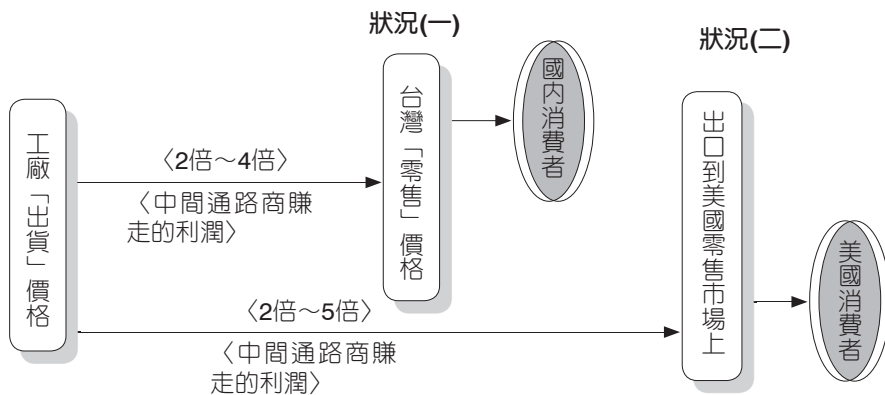 狀況(一)
狀況(二)
工廠「出貨」價格
〈2倍～4倍〉
〈中間通路商賺
走的利潤〉
台灣「零售」價格
國內消費者
〈2倍～5倍〉
〈中間通路商賺
走的利潤〉
出口到美國零售市場上
美國消費者